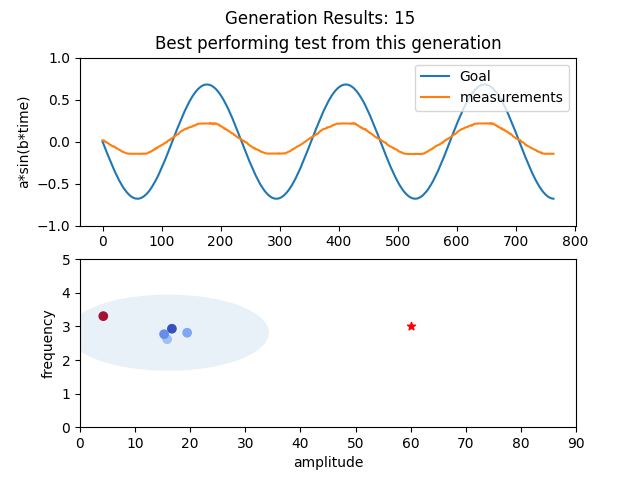 Generation Results: 15
Best performing test from this generation
1.0
0.5
0.0
−0.5
−1.0
a*sin(b*time)
Goal
measurements
0 100 200 300 400 500 600 700 800
5
4
3
2
1
0
frequency
0 10 20 30 40 50 60 70 80 90
amplitude